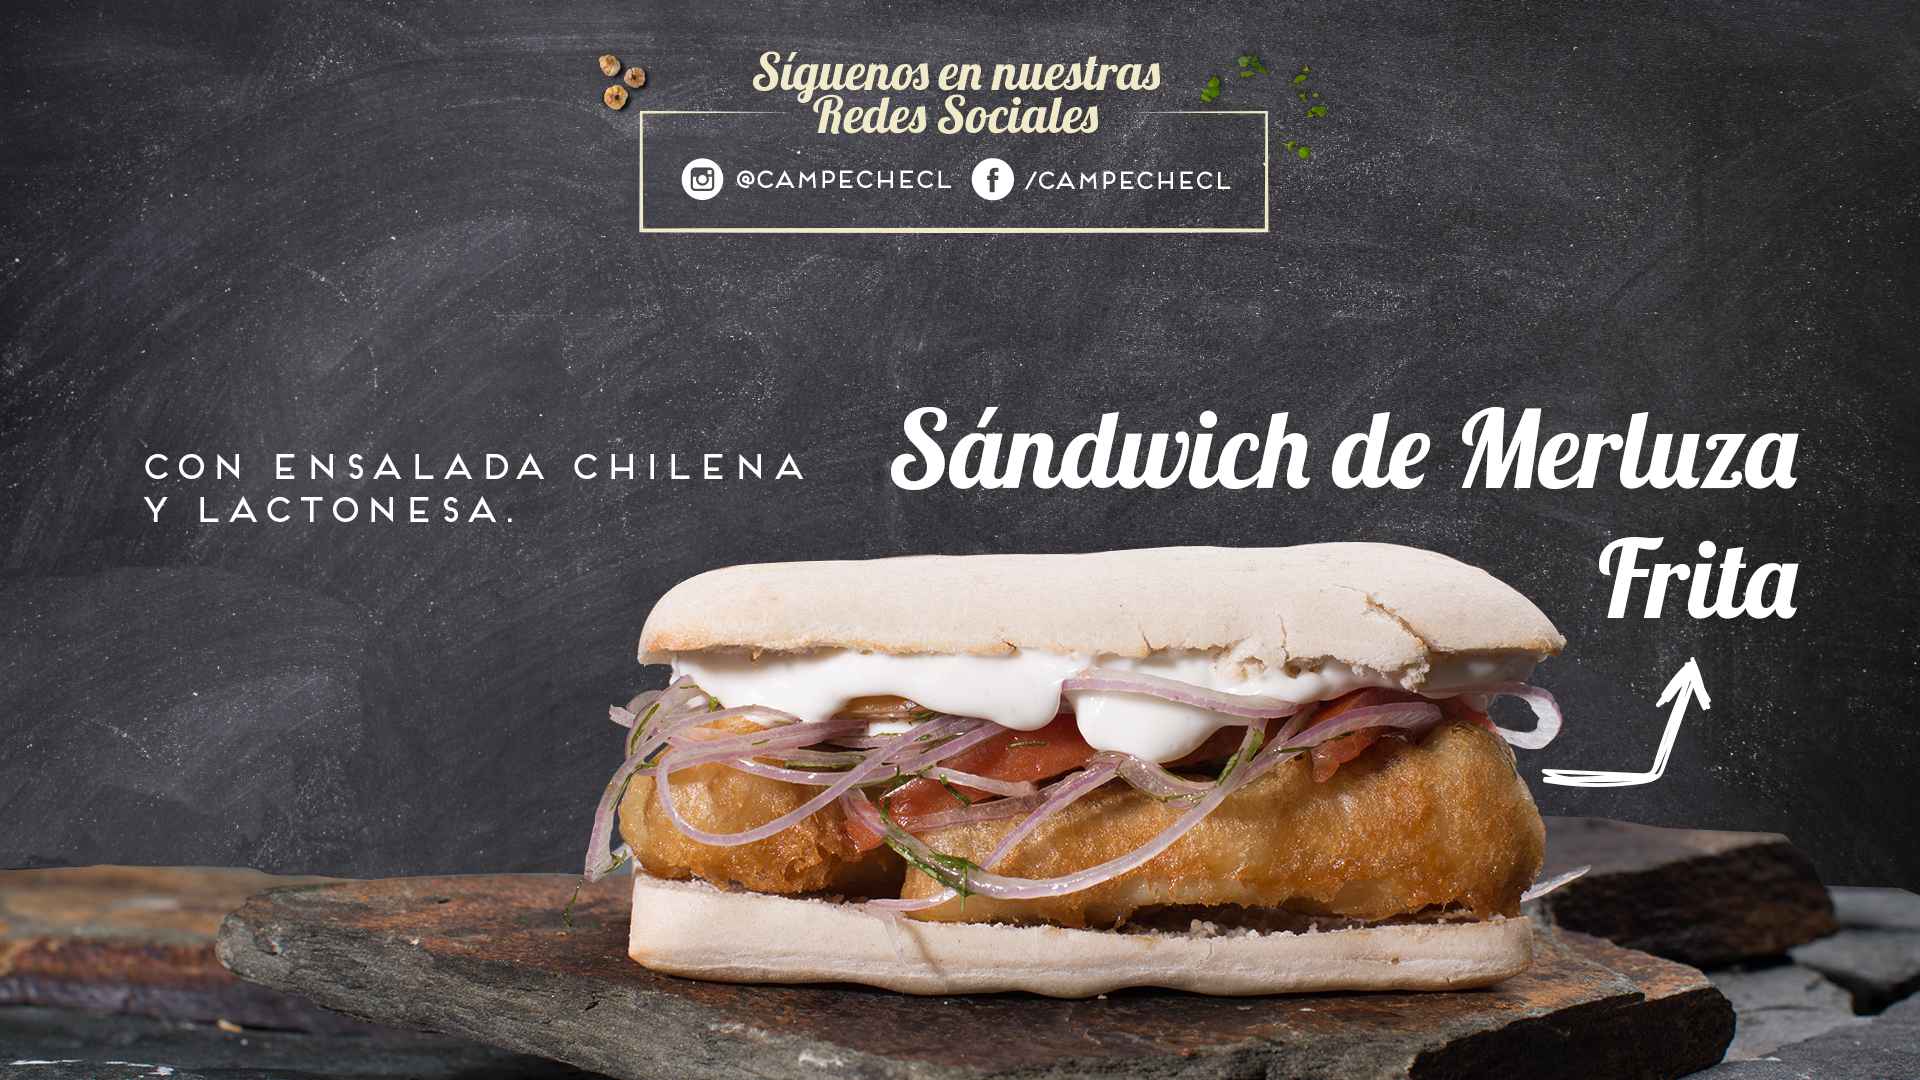 Síguenos en nuestras
Redes Sociales
@CAMPECHECL /CAMPECHECL
Sándwich de Merluza
Frita
CON ENSALADA CHILENA
Y LACTONESA.